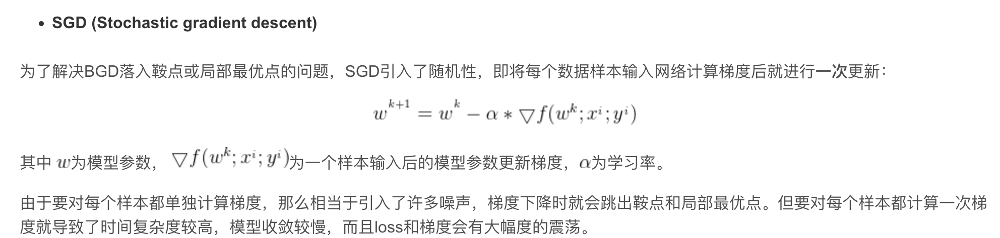 • SGD (Stochastic gradient descent)
为了解决BGD落入鞍点或局部最优点的问题，SGD引入了随机性，即将每个数据样本输入网络计算梯度后就进行一次更新：
w^{k+1} = w^k − α * ▽f(w^k; x^i; y^i)
其中 w为模型参数， ▽f(w^k; x^i; y^i)为一个样本输入后的模型参数更新梯度，α为学习率。
由于要对每个样本都单独计算梯度，那么相当于引入了许多噪声，梯度下降时就会跳出鞍点和局部最优点。但要对每个样本都计算一次梯
度就导致了时间复杂度较高，模型收敛较慢，而且loss和梯度会有大幅度的震荡。